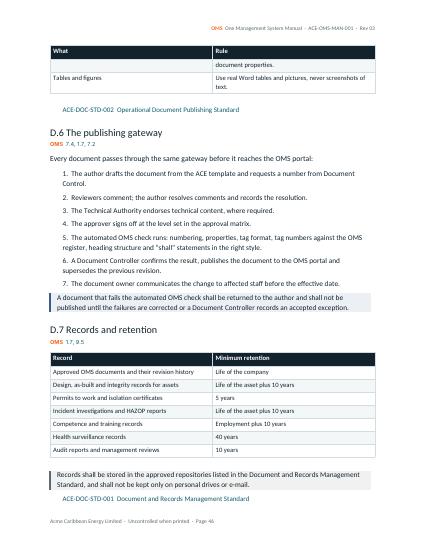 OMS One Management System Manual · ACE-OMS-MAN-001 · Rev 03
What Rule
document properties.
Tables and figures Use real Word tables and pictures, never screenshots of
text.
ACE-DOC-STD-002 Operational Document Publishing Standard
D.6 The publishing gateway
OMS 7.4, 1.7, 7.2
Every document passes through the same gateway before it reaches the OMS portal:
1. The author drafts the document from the ACE template and requests a number from Document
Control.
2. Reviewers comment; the author resolves comments and records the resolution.
3. The Technical Authority endorses technical content, where required.
4. The approver signs off at the level set in the approval matrix.
5. The automated OMS check runs: numbering, properties, tag format, tag numbers against the OMS
register, heading structure and "shall" statements in the right style.
6. A Document Controller confirms the result, publishes the document to the OMS portal and
supersedes the previous revision.
7. The document owner communicates the change to affected staff before the effective date.
A document that fails the automated OMS check shall be returned to the author and shall not be
published until the failures are corrected or a Document Controller records an accepted exception.
D.7 Records and retention
OMS 1.7, 9.5
Record Minimum retention
Approved OMS documents and their revision history Life of the company
Design, as-built and integrity records for assets Life of the asset plus 10 years
Permits to work and isolation certificates 5 years
Incident investigations and HAZOP reports Life of the asset plus 10 years
Competence and training records Employment plus 10 years
Health surveillance records 40 years
Audit reports and management reviews 10 years
Records shall be stored in the approved repositories listed in the Document and Records Management
Standard, and shall not be kept only on personal drives or e-mail.
ACE-DOC-STD-001 Document and Records Management Standard
Acme Caribbean Energy Limited · Uncontrolled when printed · Page 46